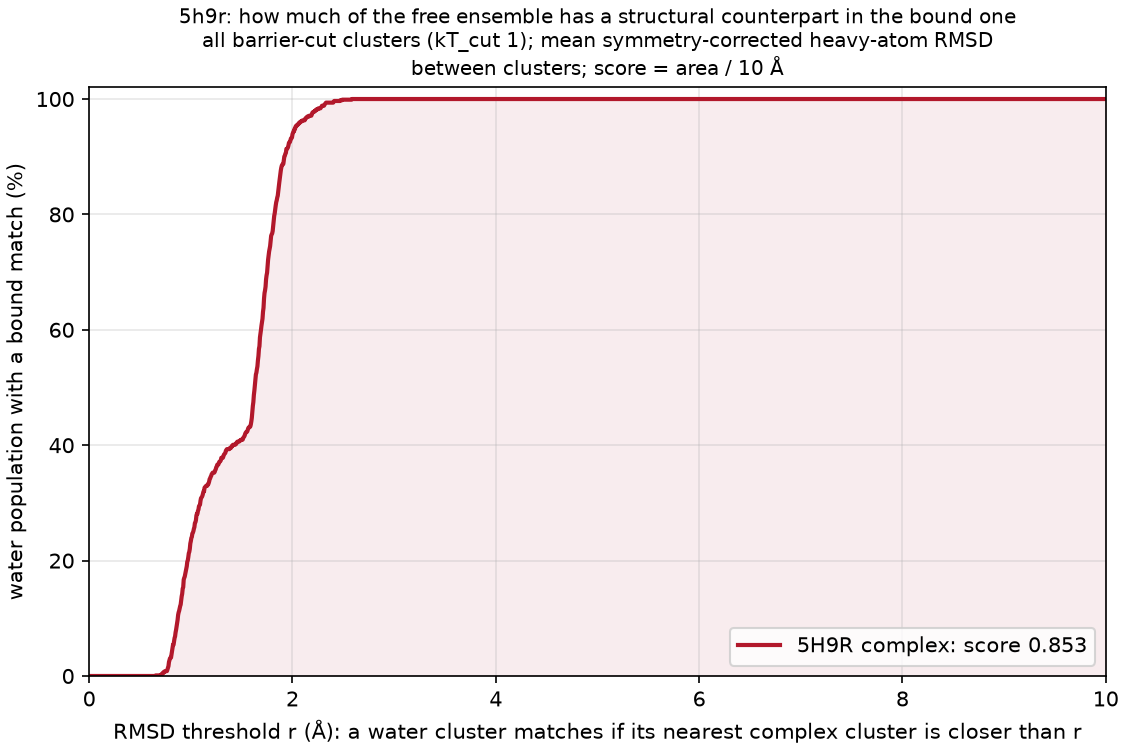 5h9r: how much of the free ensemble has a structural counterpart in the bound one
all barrier-cut clusters (kT_cut 1); mean symmetry-corrected heavy-atom RMSD
between clusters; score = area / 10 Å
water population with a bound match (%)
100
80
60
40
20
0
5H9R complex: score 0.853
0 2 4 6 8 10
RMSD threshold r (Å): a water cluster matches if its nearest complex cluster is closer than r